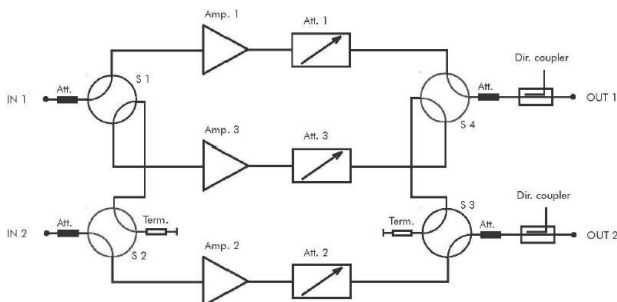 Amp. 1
Att. 1
Dir. coupler
Att.
S 1
IN 1
Att.
OUT 1
S 4
Amp. 3
Att. 3
Dir. coupler
Att.
Term.
IN 2
S 2
Term.
S 3
Att.
OUT 2
Amp. 2
Att. 2